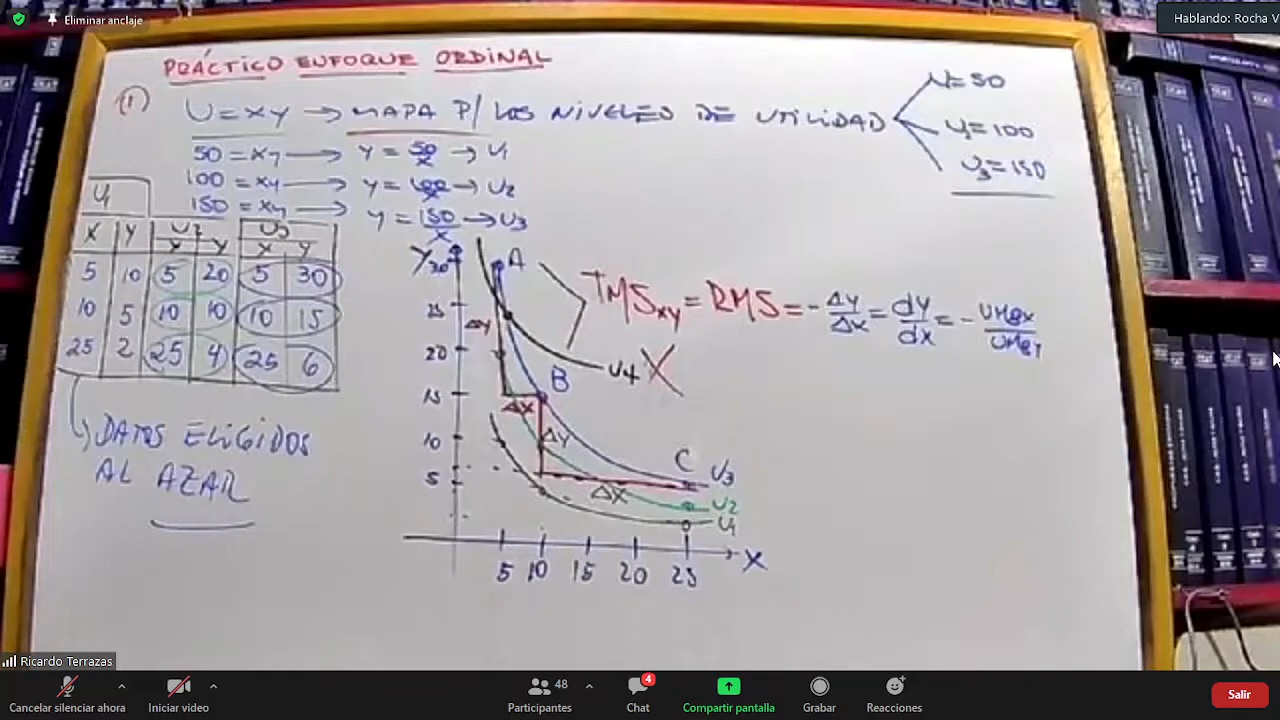 Eliminar anclaje
Hablando: Rocha V
PRÁCTICO ENFOQUE ORDINAL
(1) U = XY → MAPA P/ LOS NIVELES DE UTILIDAD
U = 50
U2 = 100
U3 = 150
50 = XY → Y = 50/X → U1
100 = XY → Y = 100/X → U2
150 = XY → Y = 150/X → U3
U1 U2 U3
X Y X Y X Y
5 10 5 20 5 30
10 5 10 10 10 15
25 2 25 4 25 6
DATOS ELIGIDOS
AL AZAR
Y
30
25
20
15
10
5
A
B
C
ΔY
ΔX
ΔY
ΔX
U4 X
U3
U2
U1
5 10 15 20 25 X
TMSxy = RMS = - ΔY/ΔX = dY/dX = - UMgx/UMgy
Ricardo Terrazas
Cancelar silenciar ahora
Iniciar video
48
Participantes
4
Chat
Compartir pantalla
Grabar
Reacciones
Salir